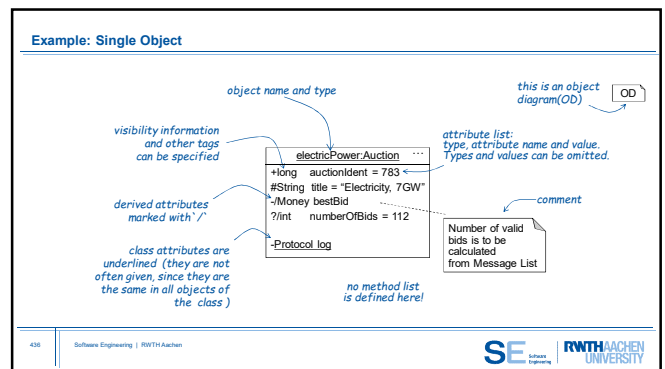 Example: Single Object
object name and type
this is an object
diagram(OD)
OD
visibility information
and other tags
can be specified
attribute list:
type, attribute name and value.
Types and values can be omitted.
electricPower:Auction ...
+long auctionIdent = 783
#String title = “Electricity, 7GW”
-/Money bestBid
?/int numberOfBids = 112
-Protocol log
derived attributes
marked with`/`
comment
Number of valid
bids is to be
calculated
from Message List
class attributes are
underlined (they are not
often given, since they are
the same in all objects of
the class )
no method list
is defined here!
436
Software Engineering | RWTH Aachen
SE Software
Engineering
RWTHAACHEN
UNIVERSITY